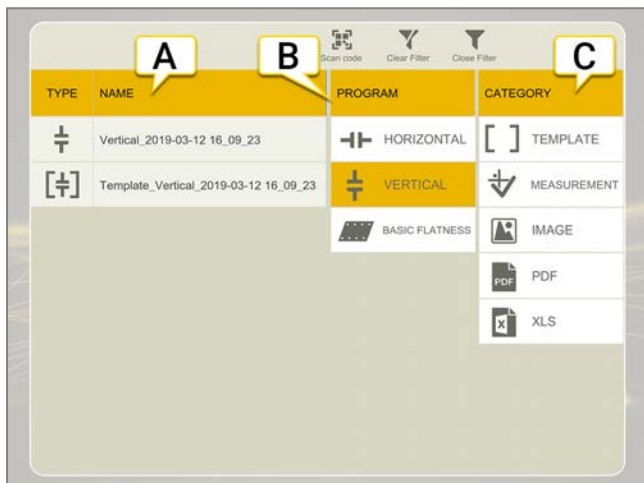 Scan code Clear Filter Close Filter
A B C
TYPE NAME PROGRAM CATEGORY
Vertical_2019-03-12 16_09_23 HORIZONTAL TEMPLATE
Template_Vertical_2019-03-12 16_09_23 VERTICAL MEASUREMENT
BASIC FLATNESS IMAGE
PDF PDF
X XLS